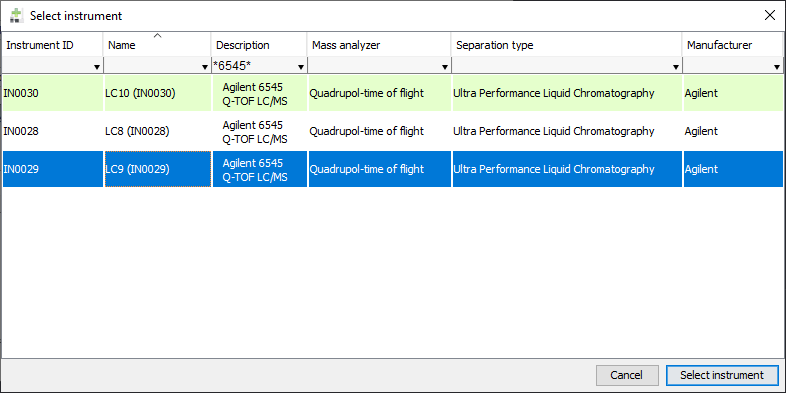 Select instrument
Instrument ID Name Description Mass analyzer Separation type Manufacturer
*6545*
IN0030 LC10 (IN0030) Agilent 6545 Quadrupol-time of flight Ultra Performance Liquid Chromatography Agilent
Q-TOF LC/MS
IN0028 LC8 (IN0028) Agilent 6545 Quadrupol-time of flight Ultra Performance Liquid Chromatography Agilent
Q-TOF LC/MS
IN0029 LC9 (IN0029) Agilent 6545 Quadrupol-time of flight Ultra Performance Liquid Chromatography Agilent
Q-TOF LC/MS
Cancel Select instrument